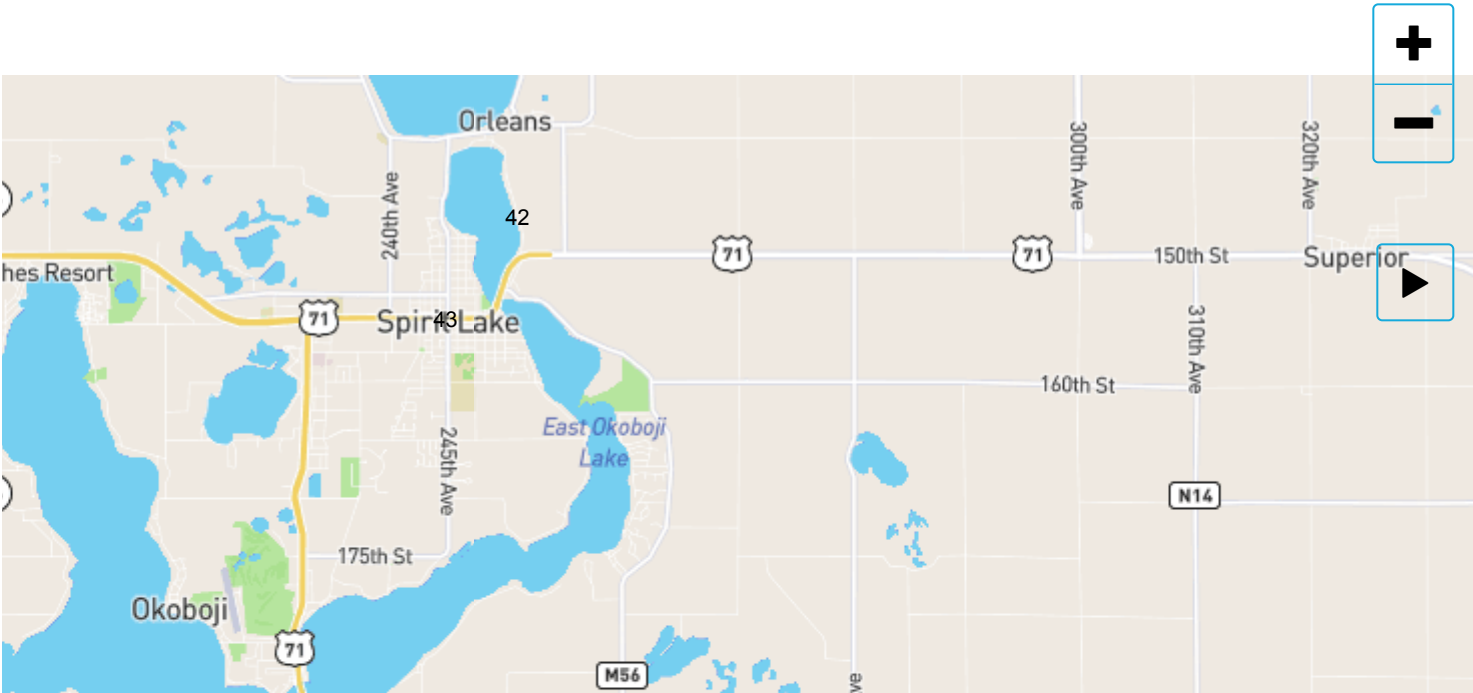 Orleans
300th Ave
320th Ave
240th Ave
42
71
71
150th St
Superior
hes Resort
71
Spirit Lake
43
310th Ave
160th St
East Okoboji
Lake
245th Ave
N14
175th St
Okoboji
71
M56
ve